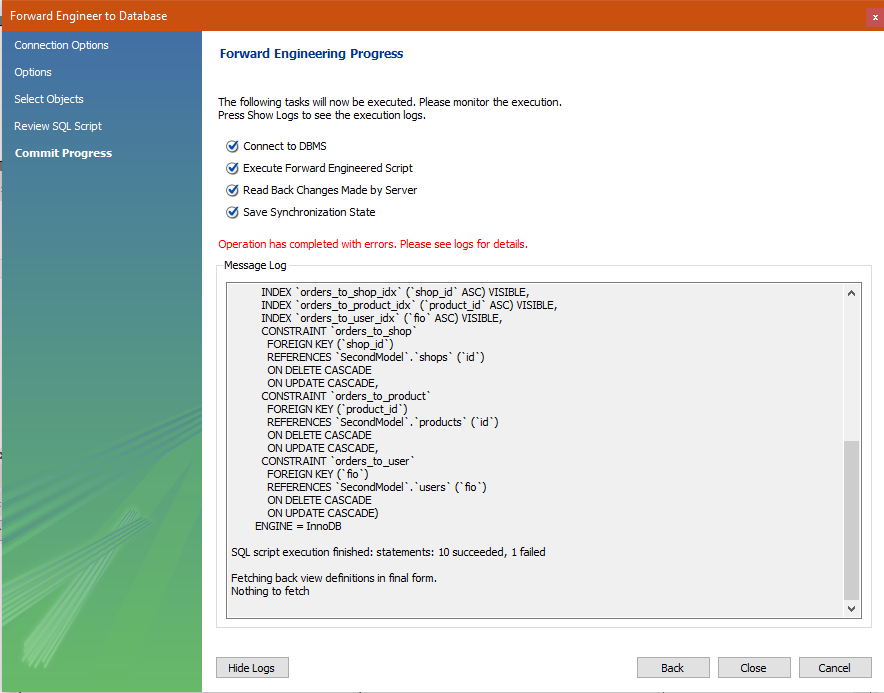 Forward Engineer to Database
x
Connection Options
Options
Select Objects
Review SQL Script
Commit Progress
Forward Engineering Progress
The following tasks will now be executed. Please monitor the execution.
Press Show Logs to see the execution logs.
Connect to DBMS
Execute Forward Engineered Script
Read Back Changes Made by Server
Save Synchronization State
Operation has completed with errors. Please see logs for details.
Message Log
INDEX `orders_to_shop_idx` (`shop_id` ASC) VISIBLE,
INDEX `orders_to_product_idx` (`product_id` ASC) VISIBLE,
INDEX `orders_to_user_idx` (`fio` ASC) VISIBLE,
CONSTRAINT `orders_to_shop`
FOREIGN KEY (`shop_id`)
REFERENCES `SecondModel`.`shops` (`id`)
ON DELETE CASCADE
ON UPDATE CASCADE,
CONSTRAINT `orders_to_product`
FOREIGN KEY (`product_id`)
REFERENCES `SecondModel`.`products` (`id`)
ON DELETE CASCADE
ON UPDATE CASCADE,
CONSTRAINT `orders_to_user`
FOREIGN KEY (`fio`)
REFERENCES `SecondModel`.`users` (`fio`)
ON DELETE CASCADE
ON UPDATE CASCADE)
ENGINE = InnoDB
SQL script execution finished: statements: 10 succeeded, 1 failed
Fetching back view definitions in final form.
Nothing to fetch
Hide Logs
Back
Close
Cancel